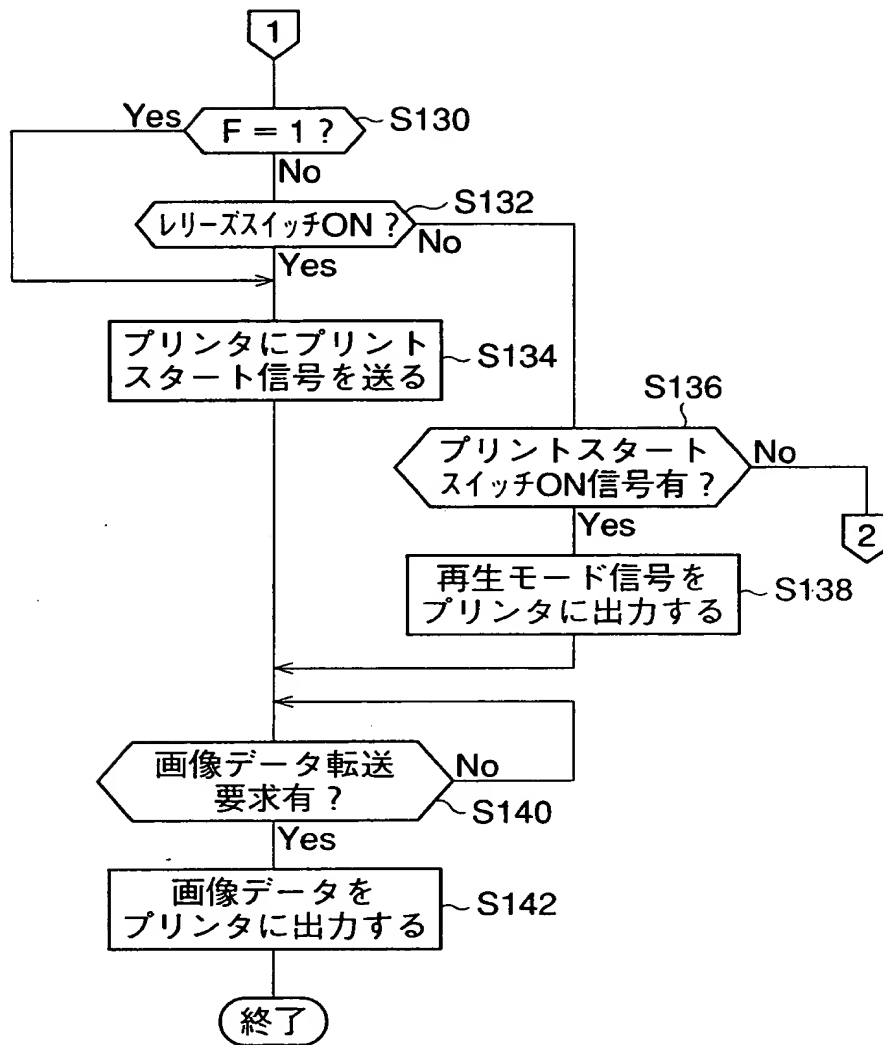 1
Yes
F = 1 ?
S130
No
レリーズスイッチON ?
S132
No
Yes
プリンタにプリント
スタート信号を送る
S134
S136
プリントスタート
スイッチON信号有 ?
No
Yes
2
再生モード信号を
プリンタに出力する
S138
画像データ転送
要求有 ?
No
S140
Yes
画像データを
プリンタに出力する
S142
終了